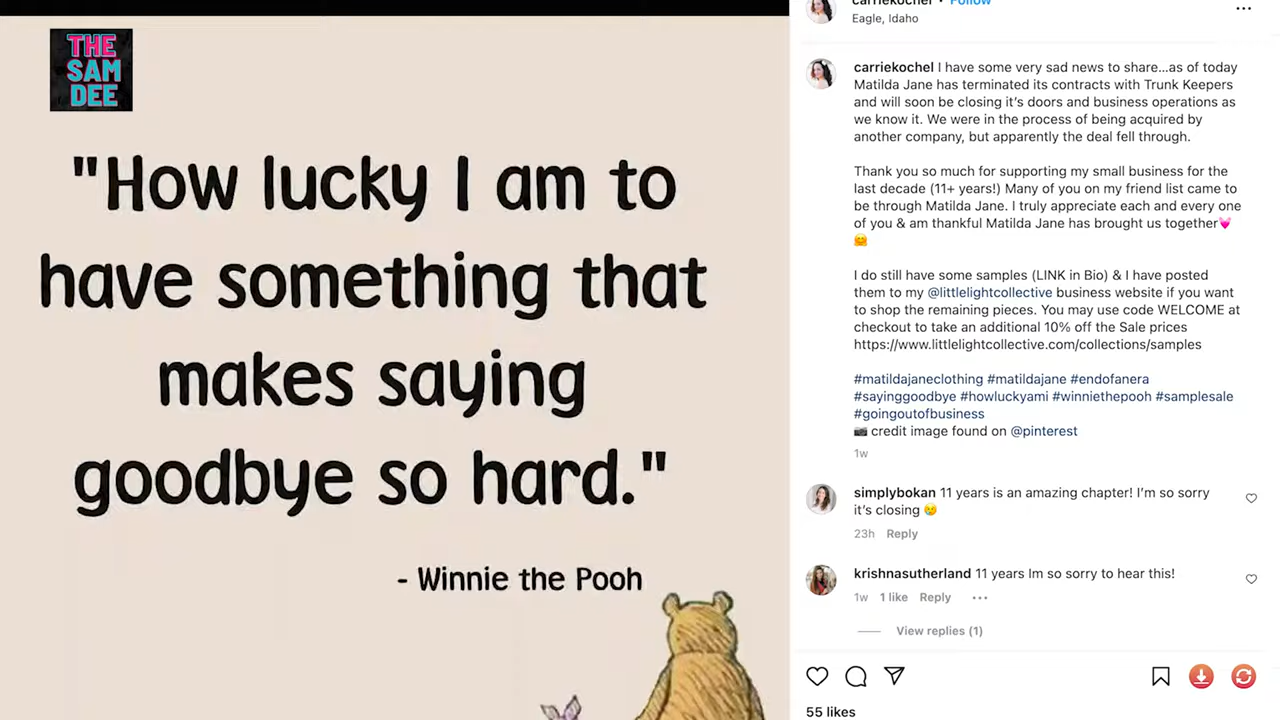 THE
SAM
DEE
"How lucky I am to
have something that
makes saying
goodbye so hard."
- Winnie the Pooh
carriekochel • Follow
Eagle, Idaho
carriekochel I have some very sad news to share...as of today
Matilda Jane has terminated its contracts with Trunk Keepers
and will soon be closing it's doors and business operations as
we know it. We were in the process of being acquired by
another company, but apparently the deal fell through.
Thank you so much for supporting my small business for the
last decade (11+ years!) Many of you on my friend list came to
be through Matilda Jane. I truly appreciate each and every one
of you & am thankful Matilda Jane has brought us together💓
🤗
I do still have some samples (LINK in Bio) & I have posted
them to my @littlelightcollective business website if you want
to shop the remaining pieces. You may use code WELCOME at
checkout to take an additional 10% off the Sale prices
https://www.littlelightcollective.com/collections/samples
#matildajaneclothing #matildajane #endofanera
#sayinggoodbye #howluckyami #winniethepooh #samplesale
#goingoutofbusiness
📷 credit image found on @pinterest
1w
simplybokan 11 years is an amazing chapter! I'm so sorry
it's closing 😢
23h Reply
krishnasutherland 11 years Im so sorry to hear this!
1w 1 like Reply ...
View replies (1)
55 likes